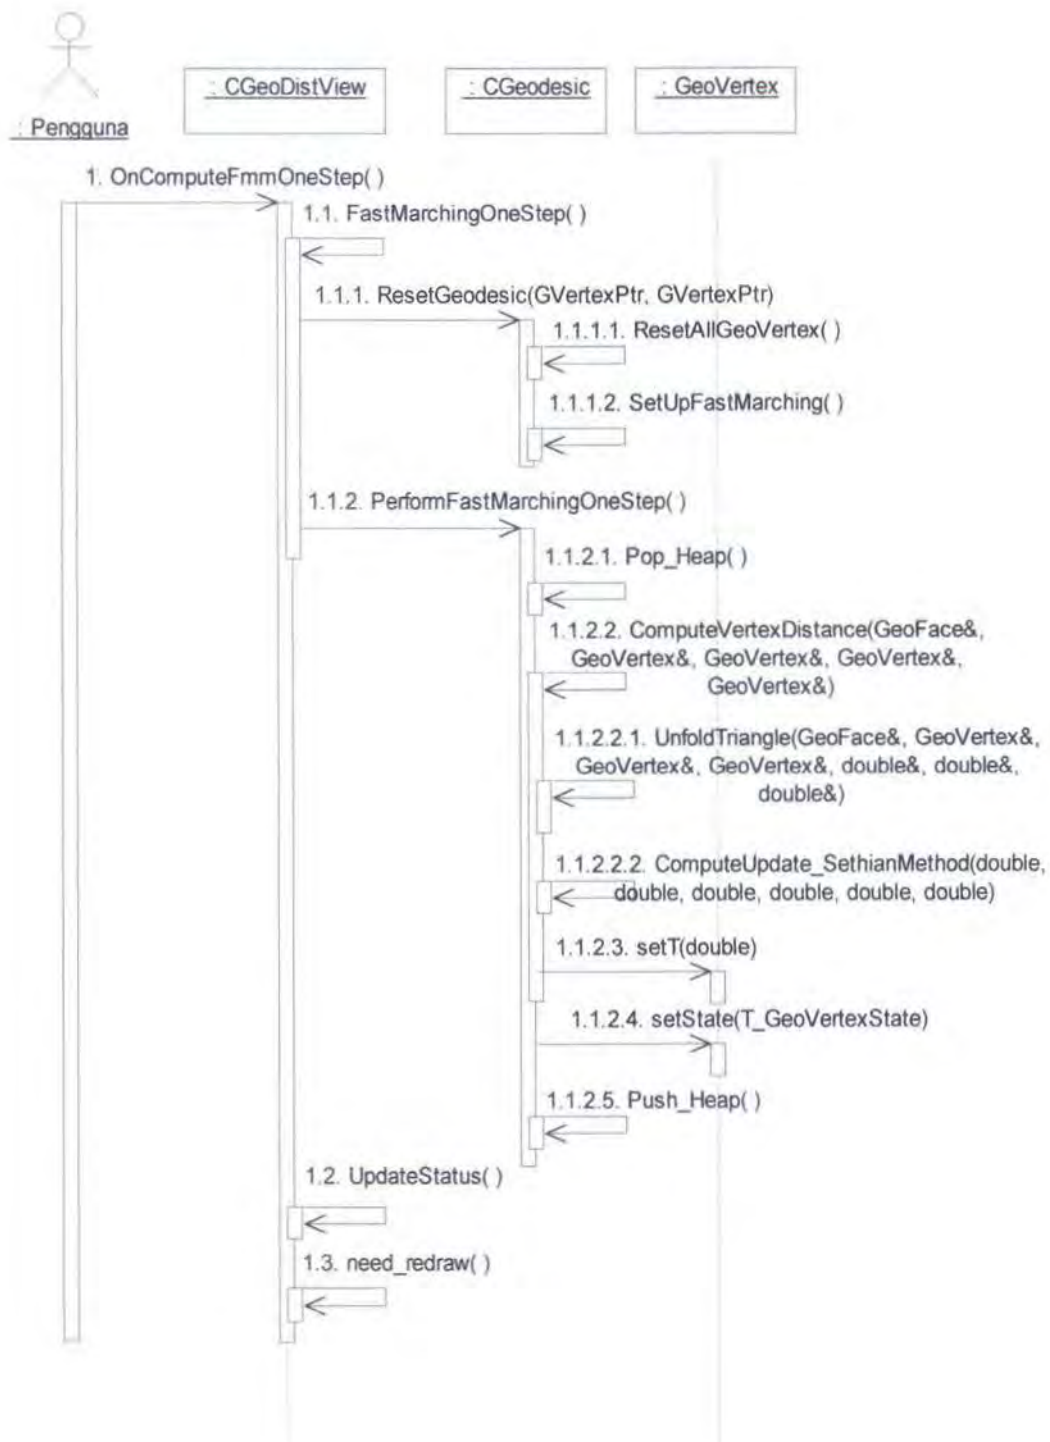 : Pengguna
: CGeoDistView
: CGeodesic
: GeoVertex
1. OnComputeFmmOneStep( )
1.1. FastMarchingOneStep( )
1.1.1. ResetGeodesic(GVertexPtr, GVertexPtr)
1.1.1.1. ResetAllGeoVertex( )
1.1.1.2. SetUpFastMarching( )
1.1.2. PerformFastMarchingOneStep( )
1.1.2.1. Pop_Heap( )
1.1.2.2. ComputeVertexDistance(GeoFace&,
GeoVertex&, GeoVertex&, GeoVertex&,
GeoVertex&)
1.1.2.2.1. UnfoldTriangle(GeoFace&, GeoVertex&,
GeoVertex&, GeoVertex&, double&, double&,
double&)
1.1.2.2.2. ComputeUpdate_SethianMethod(double,
double, double, double, double, double)
1.1.2.3. setT(double)
1.1.2.4. setState(T_GeoVertexState)
1.1.2.5. Push_Heap( )
1.2. UpdateStatus( )
1.3. need_redraw( )